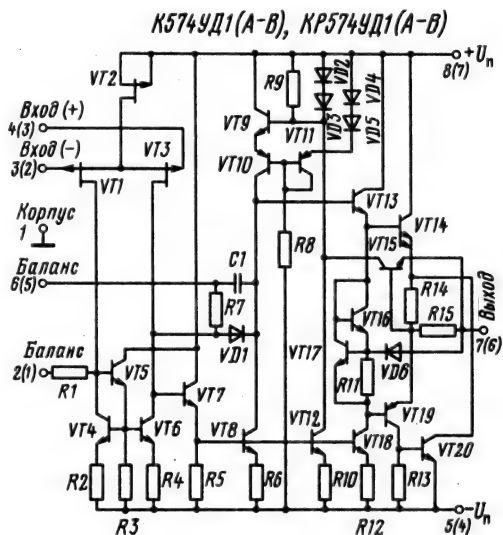 К574УД1(А-В), КР574УД1(А-В)
+Uп
8(7)
VT2
R9
VD2
VD4
VD3
VD5
Вход (+)
4(3)
VT9
VT11
Вход (-)
3(2)
VT3
VT10
VT1
VT13
VT14
Корпус
1
R8
VT15
Баланс
6(5)
C1
R14
Выход
R7
R15
7(6)
VT16
VD1
VT17
VD6
Баланс
2(1)
R1
VT5
R11
VT7
VT19
VT4
VT6
VT8
VT12
VT18
VT20
R2
R4
R5
R6
R10
R13
R3
R12
-Uп
5(4)